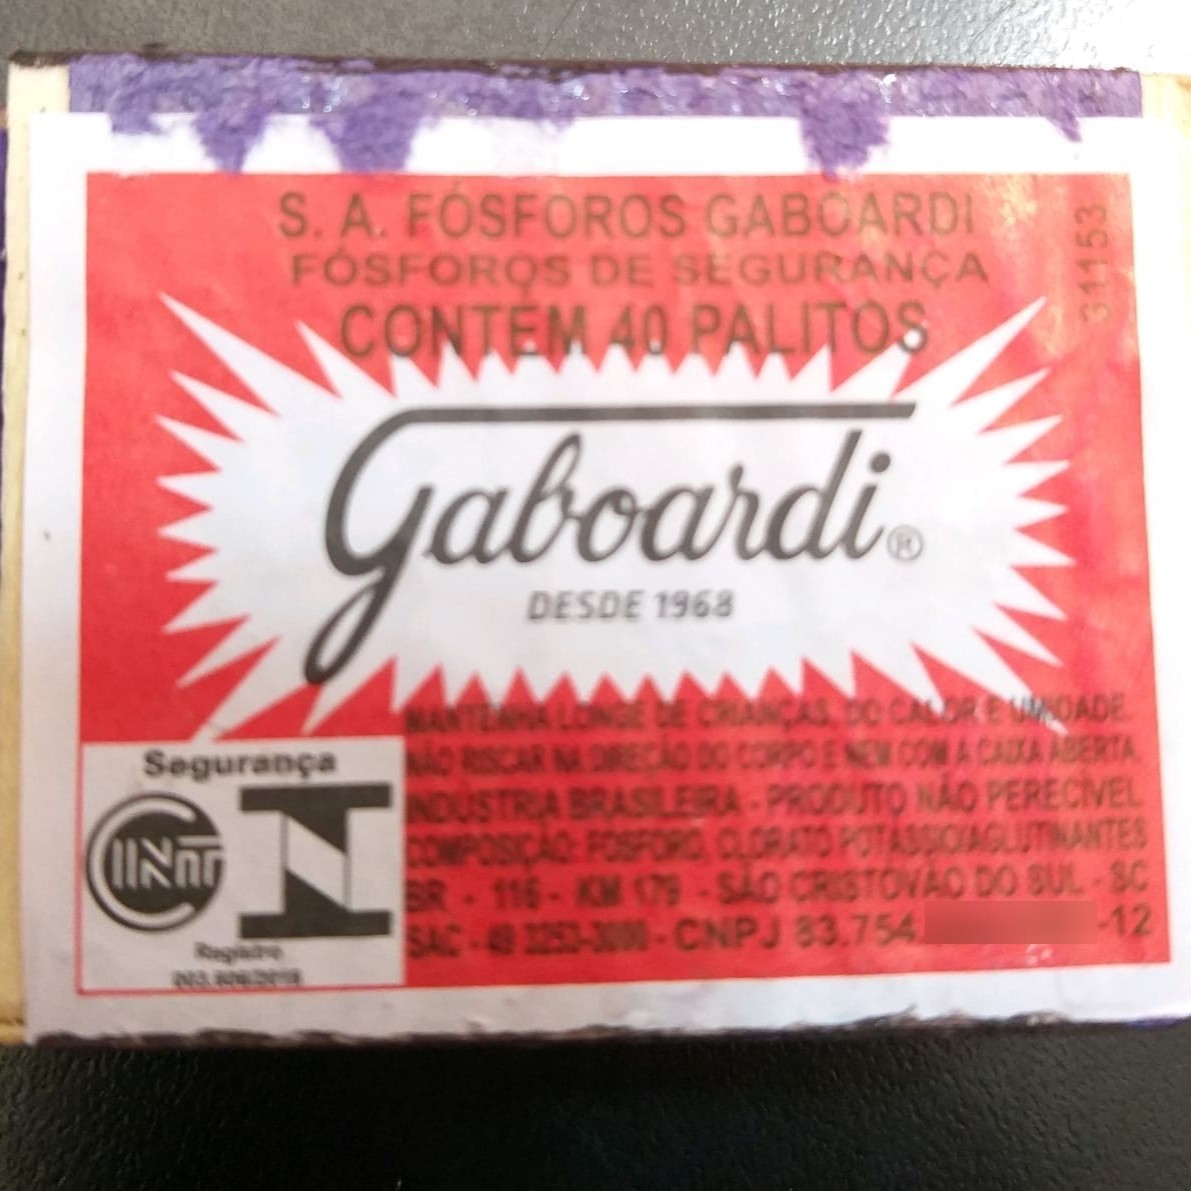 S. A. FÓSFOROS GABOARDI
FÓSFOROS DE SEGURANÇA
CONTÉM 40 PALITOS
31153
Gaboardi ®
DESDE 1968
MANTENHA LONGE DE CRIANÇAS, DO CALOR E UMIDADE.
NÃO RISCAR NA DIREÇÃO DO CORPO E NEM COM A CAIXA ABERTA.
INDÚSTRIA BRASILEIRA - PRODUTO NÃO PERECÍVEL
COMPOSIÇÃO: FÓSFORO, CLORATO POTÁSSIO/AGLUTINANTES
BR - 116 - KM 179 - SÃO CRISTOVÃO DO SUL - SC
SAC - 49 - CNPJ 83.754. -12
Segurança
Registro